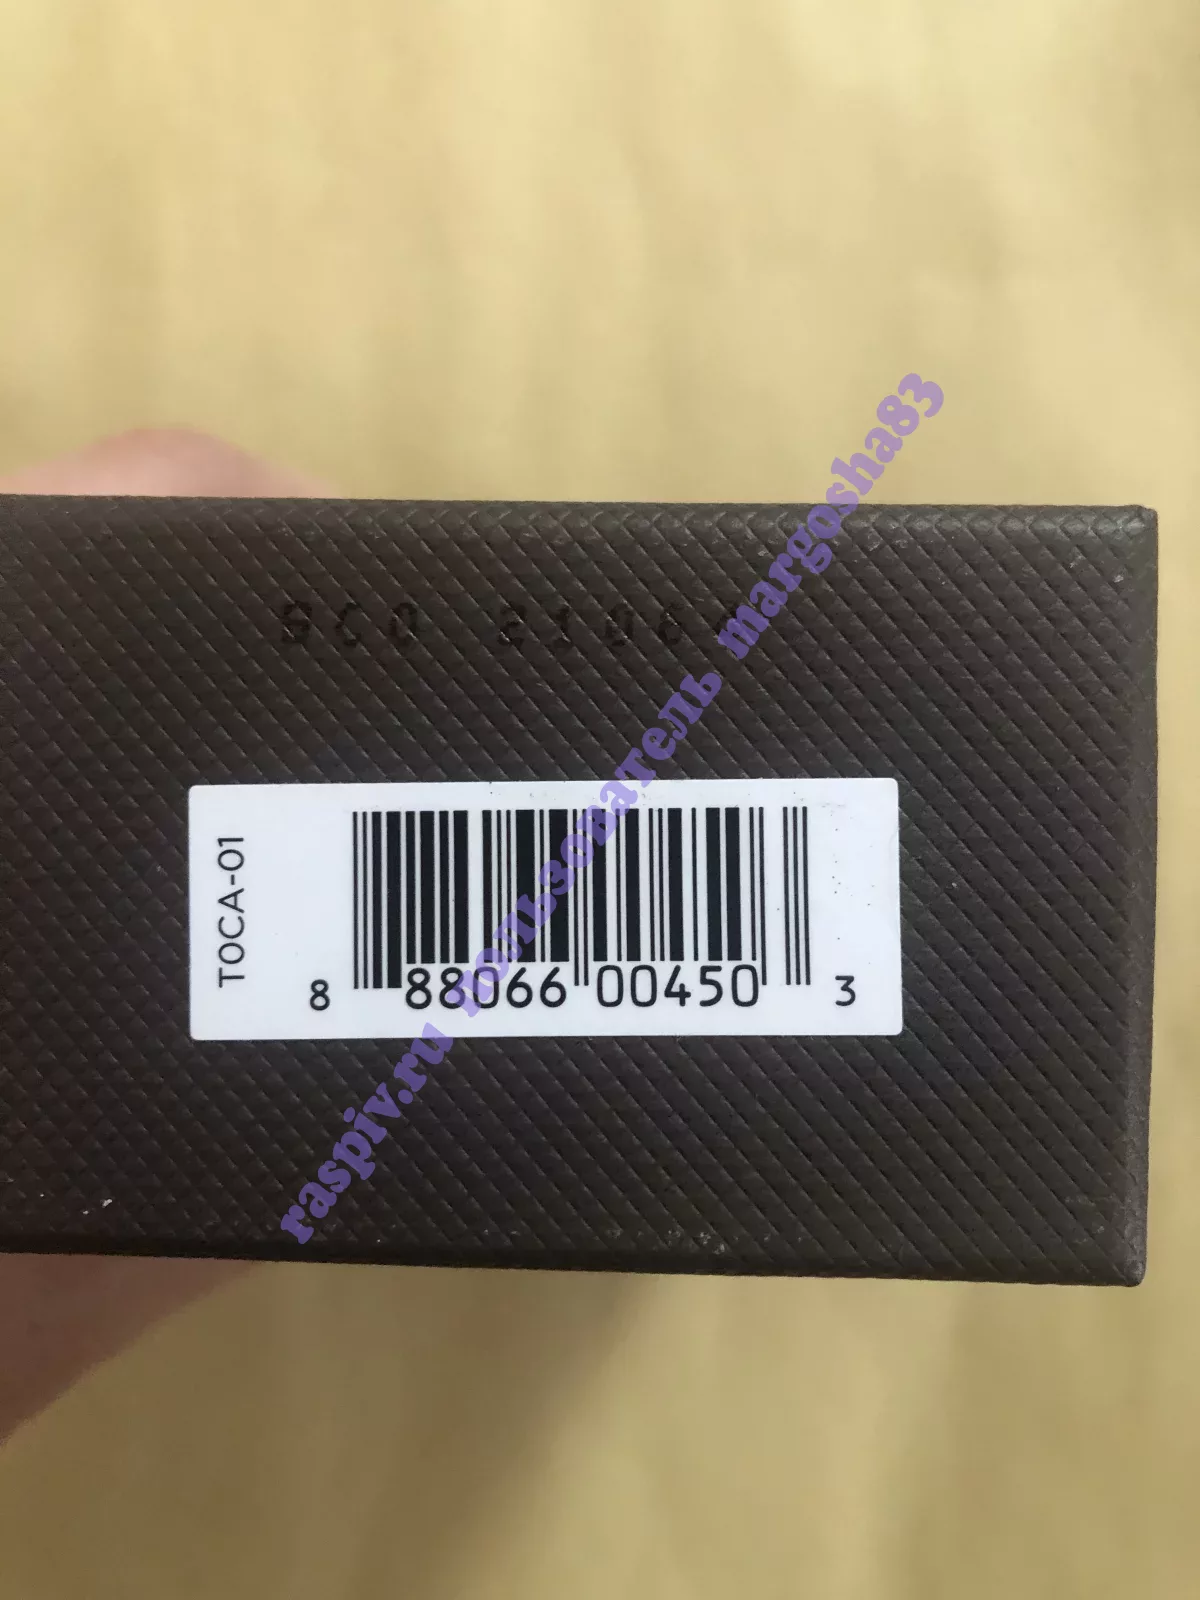 TOCA-01
8 88066 00450 3
raspiv.ru пользователь margosha83